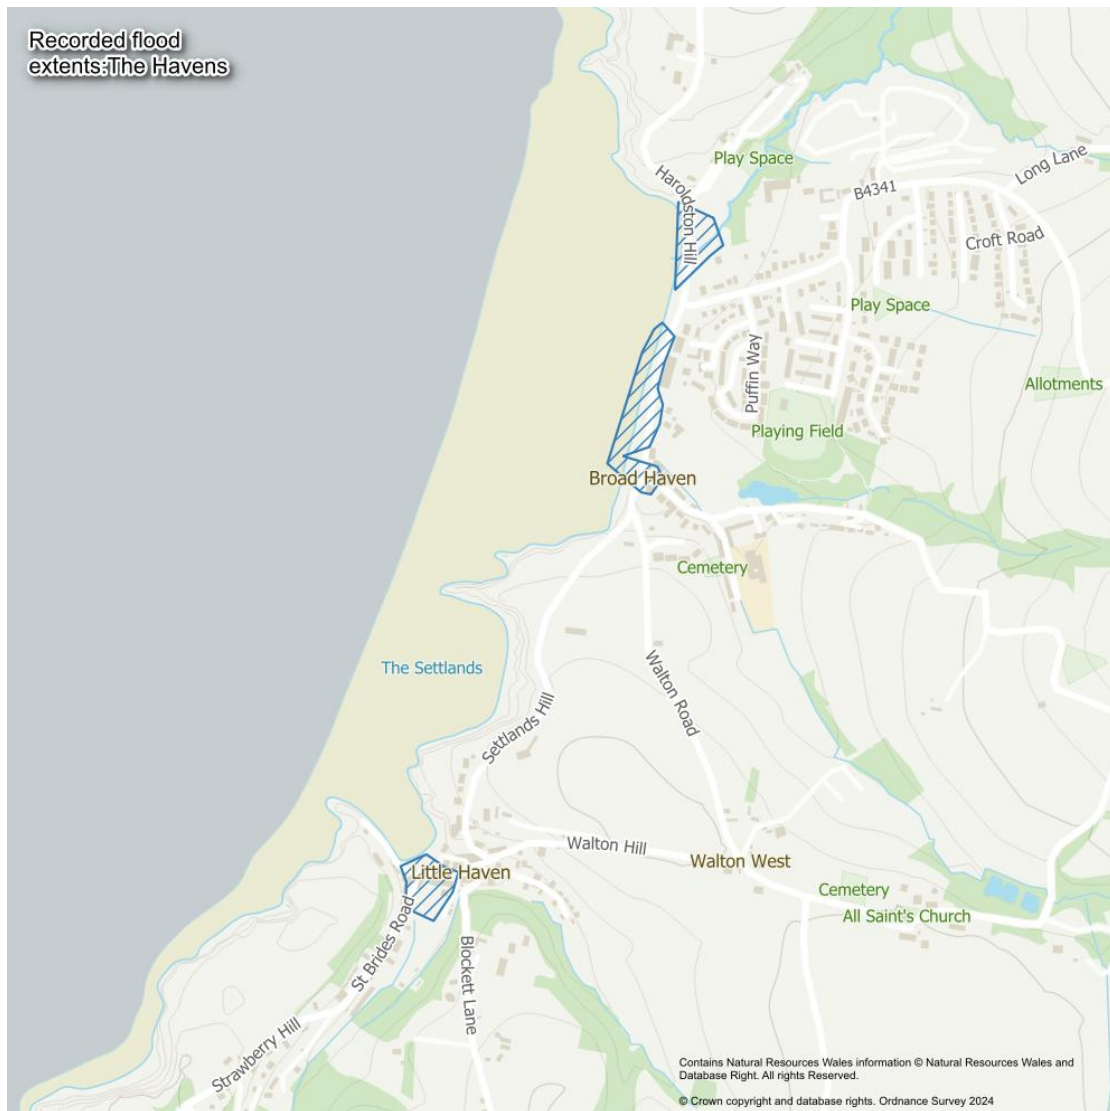 Recorded flood
extents:The Havens
Play Space
Haroldston Hill
B4341
Long Lane
Croft Road
Play Space
Puffin Way
Allotments
Playing Field
Broad Haven
Cemetery
The Settlands
Walton Road
Settlands Hill
Walton Hill
Walton West
Little Haven
Cemetery
All Saint's Church
St Brides Road
Blockett Lane
Strawberry Hill
Contains Natural Resources Wales information © Natural Resources Wales and
Database Right. All rights Reserved.
© Crown copyright and database rights. Ordnance Survey 2024